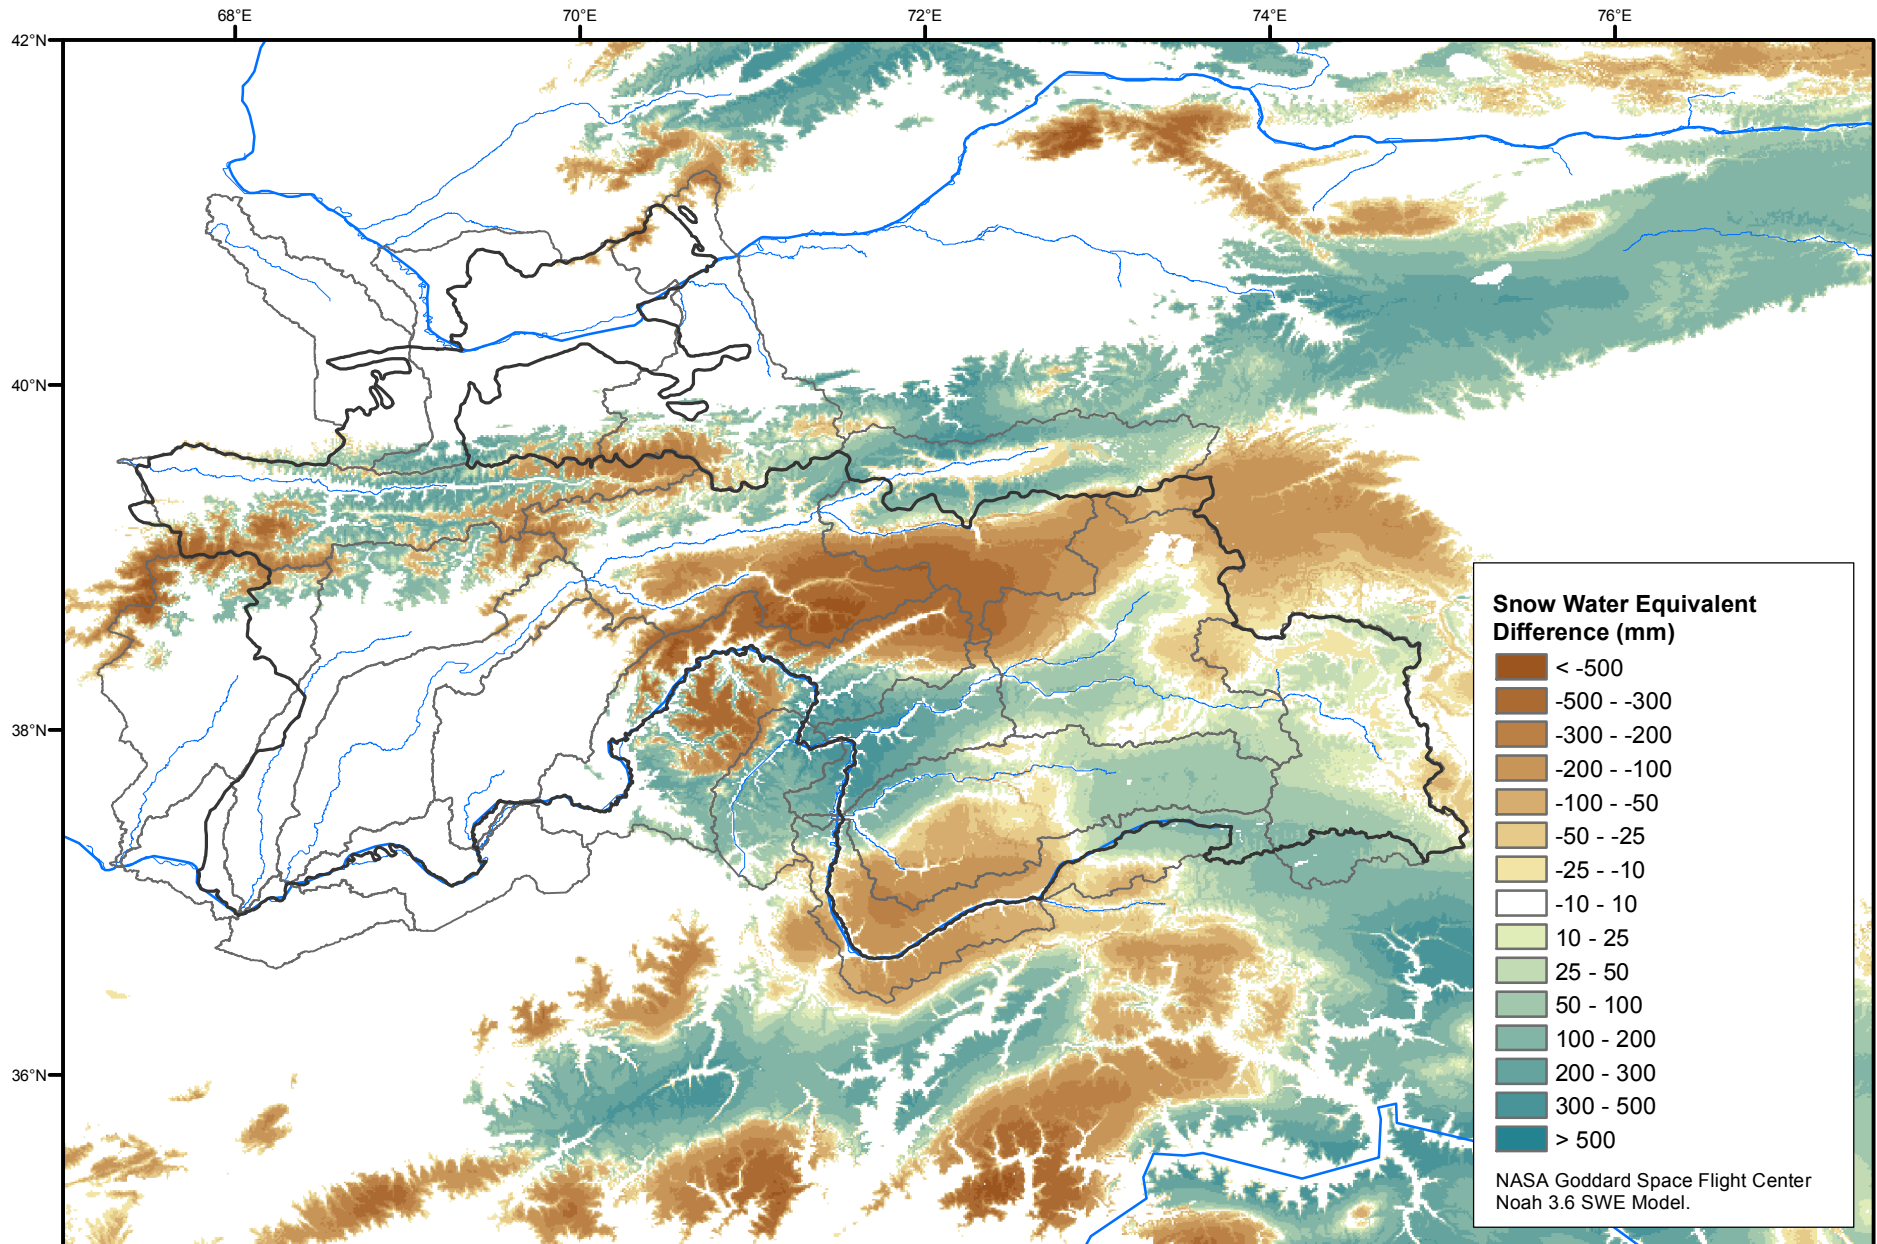 68°E 70°E 72°E 74°E 76°E
42°N
40°N
38°N
36°N
Snow Water Equivalent
Difference (mm)
< -500
-500 - -300
-300 - -200
-200 - -100
-100 - -50
-50 - -25
-25 - -10
-10 - 10
10 - 25
25 - 50
50 - 100
100 - 200
200 - 300
300 - 500
> 500
NASA Goddard Space Flight Center
Noah 3.6 SWE Model.